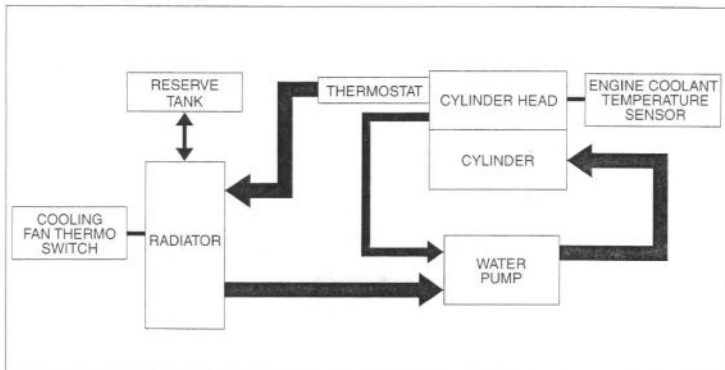 RESERVE
TANK
THERMOSTAT
CYLINDER HEAD
ENGINE COOLANT
TEMPERATURE
SENSOR
CYLINDER
COOLING
FAN THERMO
SWITCH
RADIATOR
WATER
PUMP